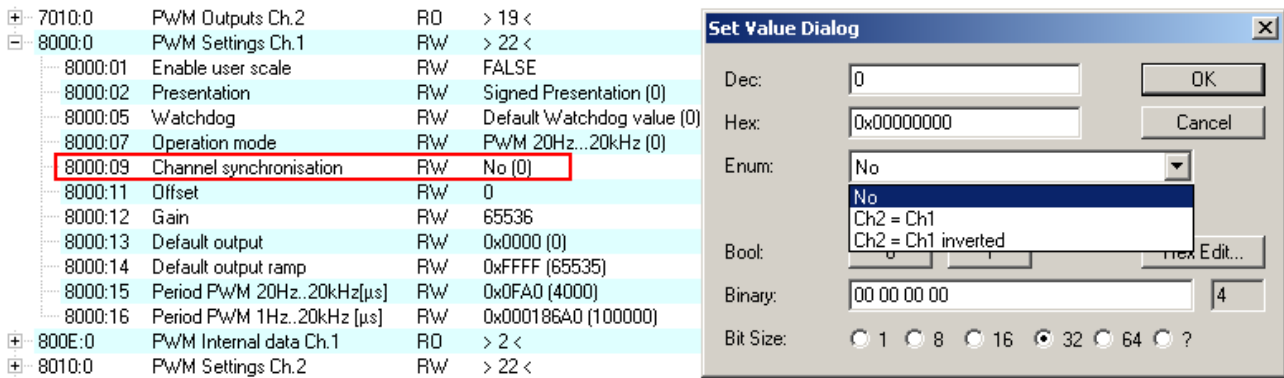 7010:0 PWM Outputs Ch.2 RO > 19 <
8000:0 PWM Settings Ch.1 RW > 22 <
8000:01 Enable user scale RW FALSE
8000:02 Presentation RW Signed Presentation (0)
8000:05 Watchdog RW Default Watchdog value (0)
8000:07 Operation mode RW PWM 20Hz...20kHz (0)
8000:09 Channel synchronisation RW No (0)
8000:11 Offset RW 0
8000:12 Gain RW 65536
8000:13 Default output RW 0x0000 (0)
8000:14 Default output ramp RW 0xFFFF (65535)
8000:15 Period PWM 20Hz..20kHz[µs] RW 0x0FA0 (4000)
8000:16 Period PWM 1Hz..20kHz [µs] RW 0x000186A0 (100000)
800E:0 PWM Internal data Ch.1 RO > 2 <
8010:0 PWM Settings Ch.2 RW > 22 <
Set Value Dialog
Dec: 0 OK
Hex: 0x00000000 Cancel
Enum: No
No
Ch2 = Ch1
Ch2 = Ch1 inverted
Bool: Edit...
Binary: 00 00 00 00 4
Bit Size: 1 8 16 32 64 ?